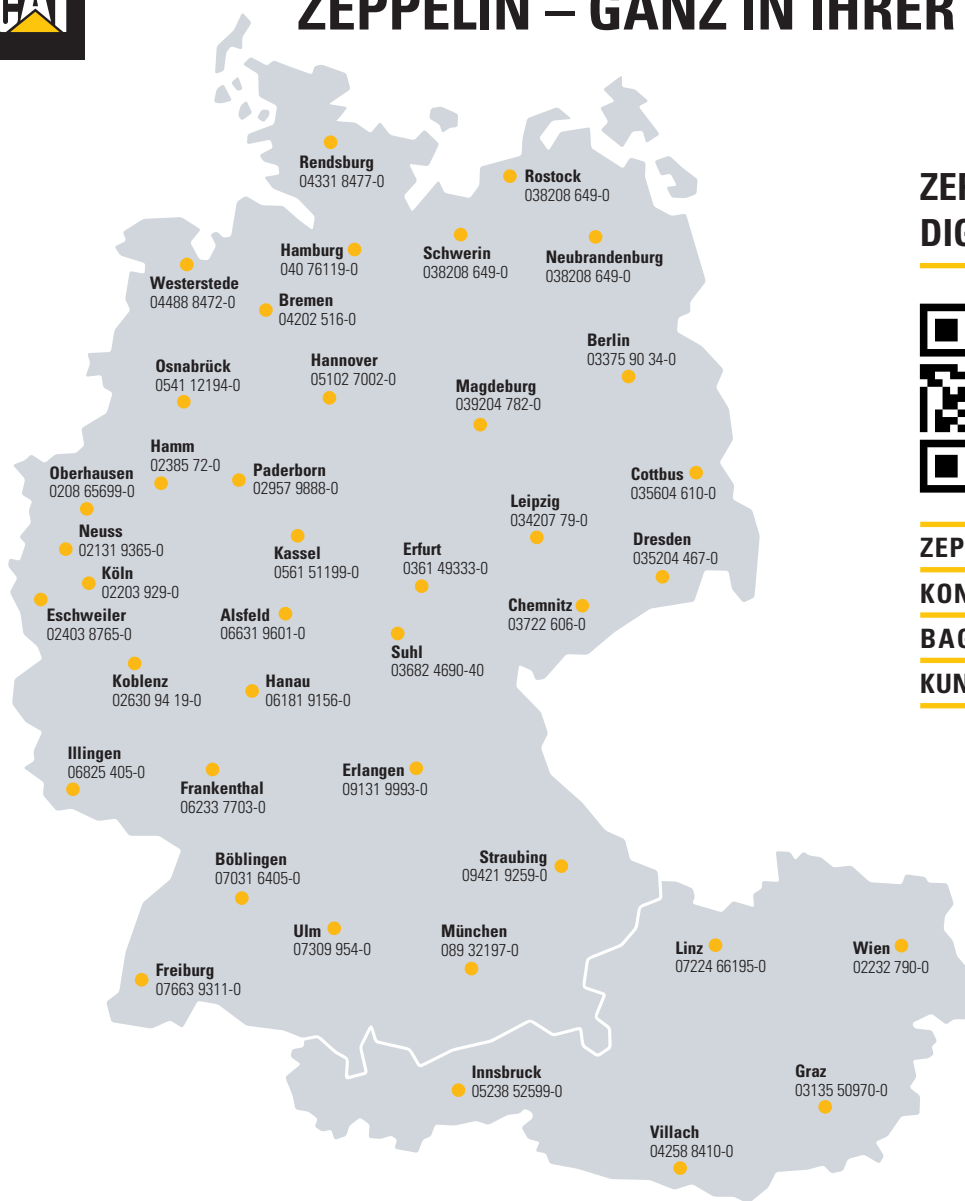 CAT
ZEPPELIN – GANZ IN IHRER
Rendsburg
04331 8477-0
Rostock
038208 649-0
Hamburg
040 76119-0
Schwerin
038208 649-0
Neubrandenburg
038208 649-0
Westerstede
04488 8472-0
Bremen
04202 516-0
Berlin
03375 90 34-0
Osnabrück
0541 12194-0
Hannover
05102 7002-0
Magdeburg
039204 782-0
Hamm
02385 72-0
Oberhausen
0208 65699-0
Paderborn
02957 9888-0
Cottbus
035604 610-0
Leipzig
034207 79-0
Neuss
02131 9365-0
Kassel
0561 51199-0
Erfurt
0361 49333-0
Dresden
035204 467-0
Köln
02203 929-0
Eschweiler
02403 8765-0
Alsfeld
06631 9601-0
Chemnitz
03722 606-0
Suhl
03682 4690-40
Koblenz
02630 94 19-0
Hanau
06181 9156-0
Illingen
06825 405-0
Frankenthal
06233 7703-0
Erlangen
09131 9993-0
Böblingen
07031 6405-0
Straubing
09421 9259-0
Ulm
07309 954-0
München
089 32197-0
Linz
07224 66195-0
Wien
02232 790-0
Freiburg
07663 9311-0
Innsbruck
05238 52599-0
Graz
03135 50970-0
Villach
04258 8410-0
ZEP
KON